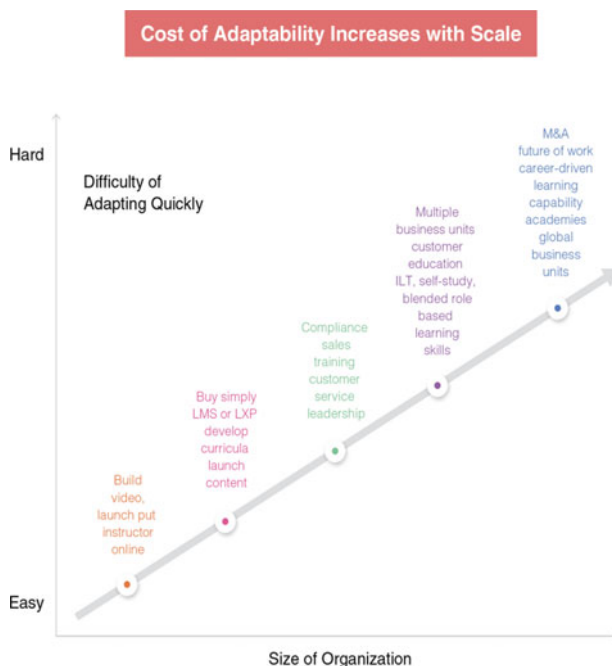 Cost of Adaptability Increases with Scale
Hard
Difficulty of
Adapting Quickly
M&A
future of work
career-driven
learning
capability
academies
global
business
units
Multiple
business units
customer
education
ILT, self-study,
blended role
based
learning
skills
Compliance
sales
training
customer
service
leadership
Buy simply
LMS or LXP
develop
curricula
launch
content
Build
video,
launch put
instructor
online
Easy
Size of Organization